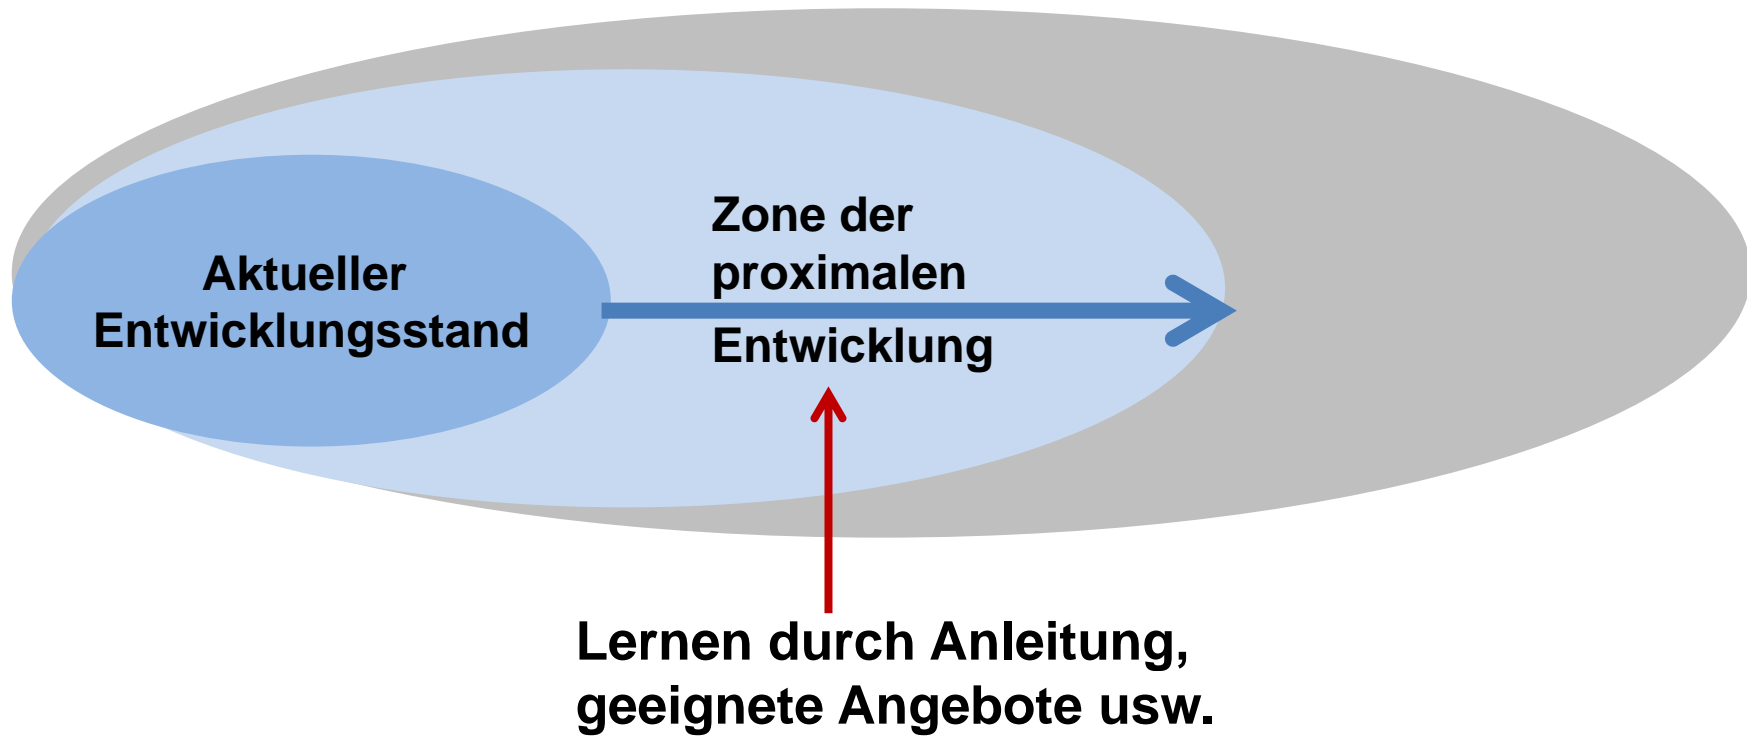 Zone der
proximalen
Entwicklung
Aktueller
Entwicklungsstand
Lernen durch Anleitung,
geeignete Angebote usw.